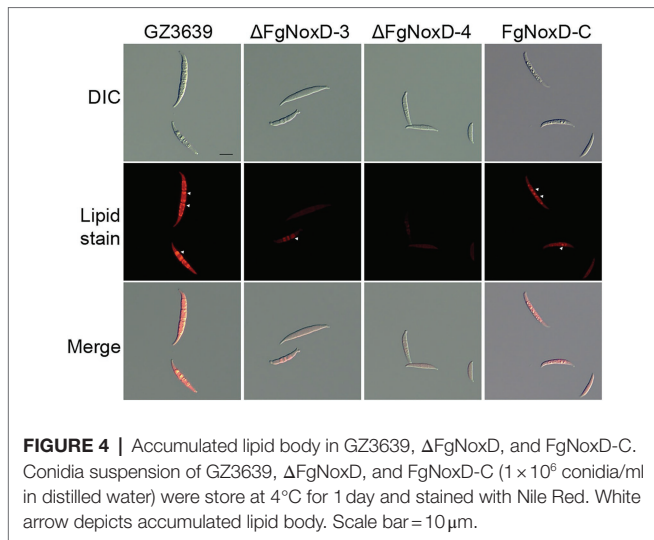 GZ3639 ΔFgNoxD-3 ΔFgNoxD-4 FgNoxD-C
DIC
Lipid
stain
Merge
FIGURE 4 | Accumulated lipid body in GZ3639, ΔFgNoxD, and FgNoxD-C.
Conidia suspension of GZ3639, ΔFgNoxD, and FgNoxD-C (1 × 10⁶ conidia/ml
in distilled water) were store at 4°C for 1 day and stained with Nile Red. White
arrow depicts accumulated lipid body. Scale bar = 10 μm.